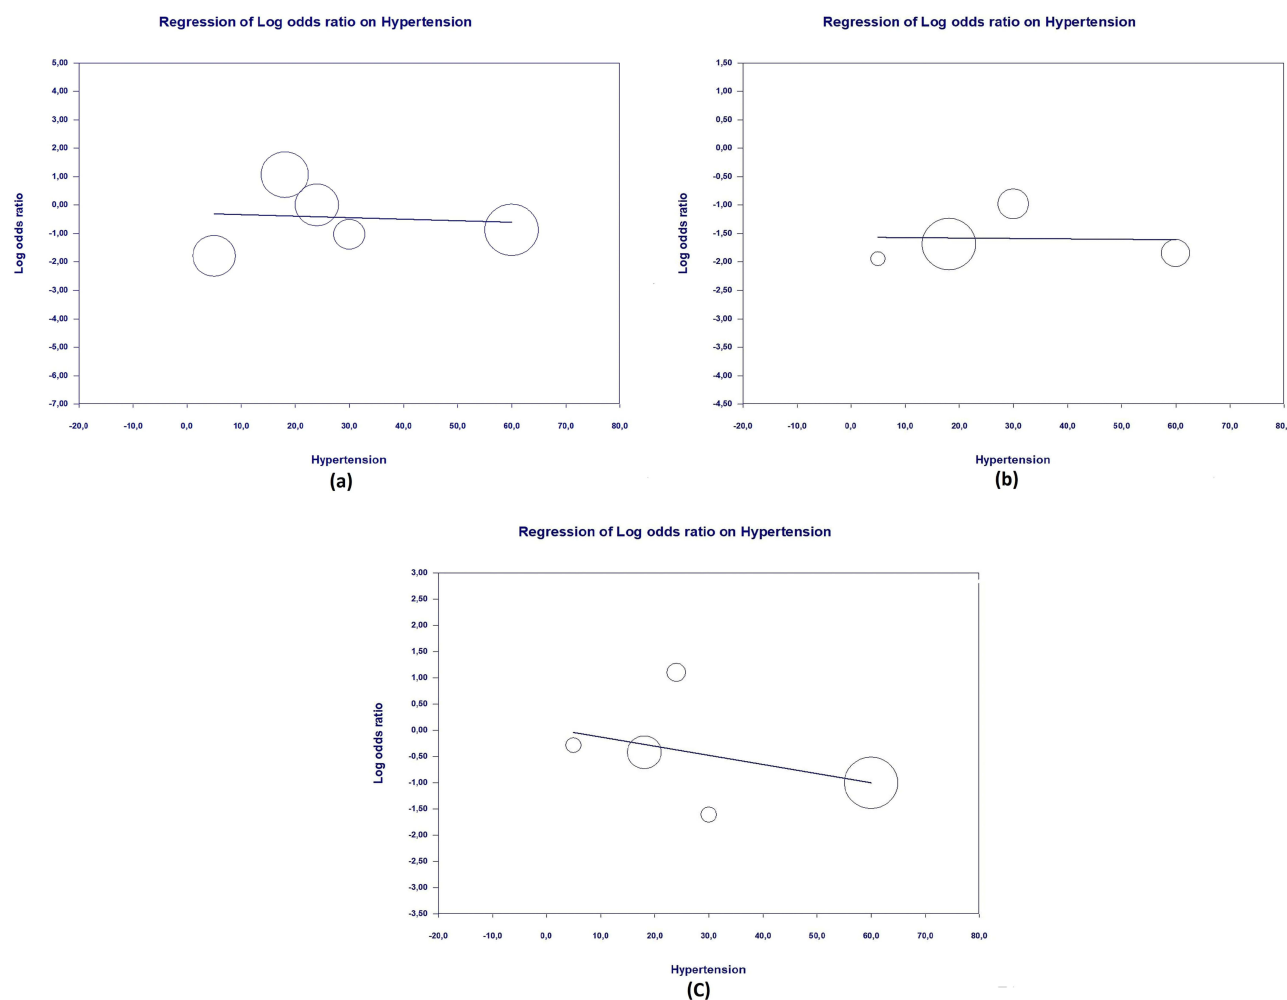 Regression of Log odds ratio on Hypertension
5,00
4,00
3,00
2,00
1,00
0,00
-1,00
-2,00
-3,00
-4,00
-5,00
-6,00
-7,00
Log odds ratio
-20,0 -10,0 0,0 10,0 20,0 30,0 40,0 50,0 60,0 70,0 80,0
Hypertension
(a)
Regression of Log odds ratio on Hypertension
1,50
1,00
0,50
0,00
-0,50
-1,00
-1,50
-2,00
-2,50
-3,00
-3,50
-4,00
-4,50
Log odds ratio
-20,0 -10,0 0,0 10,0 20,0 30,0 40,0 50,0 60,0 70,0 80,
Hypertension
(b)
Regression of Log odds ratio on Hypertension
3,00
2,50
2,00
1,50
1,00
0,50
0,00
-0,50
-1,00
-1,50
-2,00
-2,50
-3,00
-3,50
Log odds ratio
-20,0 -10,0 0,0 10,0 20,0 30,0 40,0 50,0 60,0 70,0 80,0
Hypertension
(C)